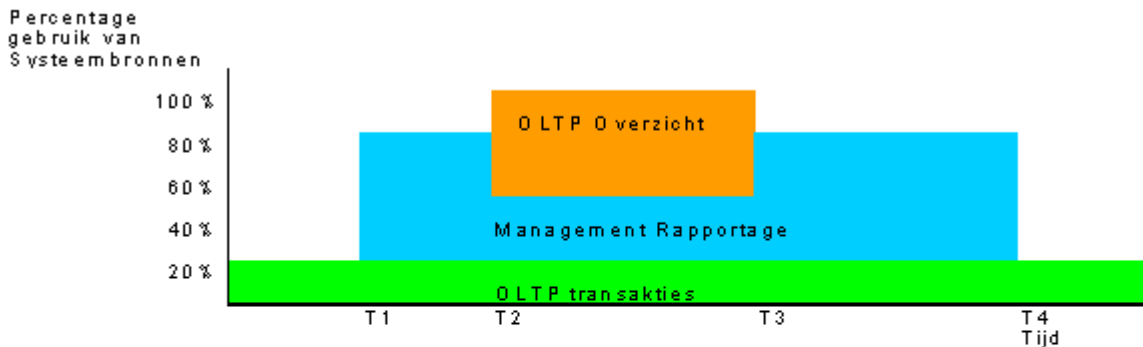 Percentage
gebruik van
Systeembronnen
100 %
80 %
60 %
40 %
20 %
OLTP Overzicht
Management Rapportage
OLTP transakties
T1 T2 T3 T4
Tijd